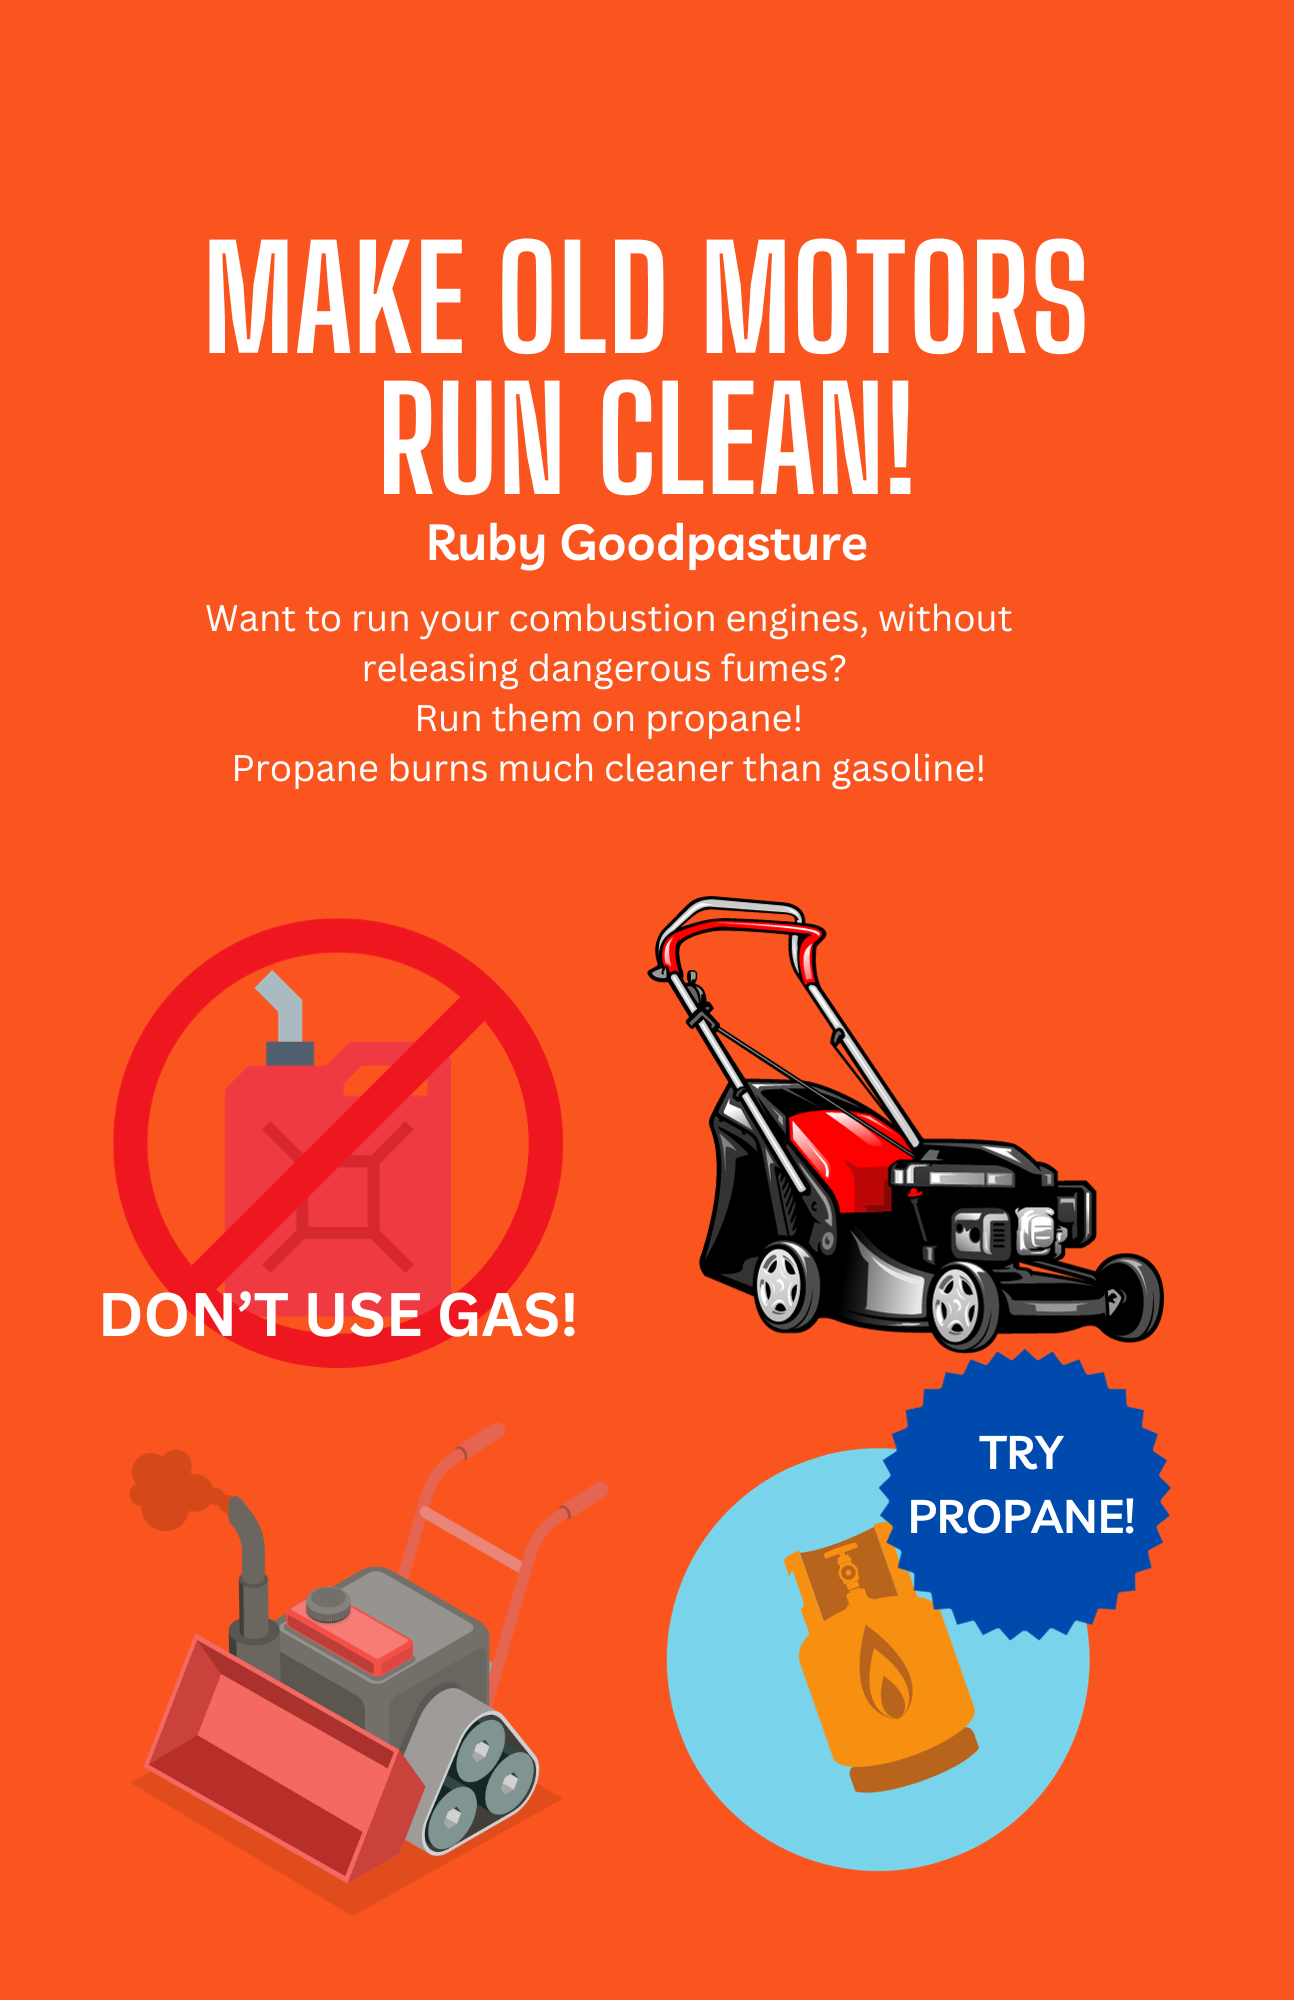 MAKE OLD MOTORS
RUN CLEAN!
Ruby Goodpasture
Want to run your combustion engines, without
releasing dangerous fumes?
Run them on propane!
Propane burns much cleaner than gasoline!
DON’T USE GAS!
TRY
PROPANE!